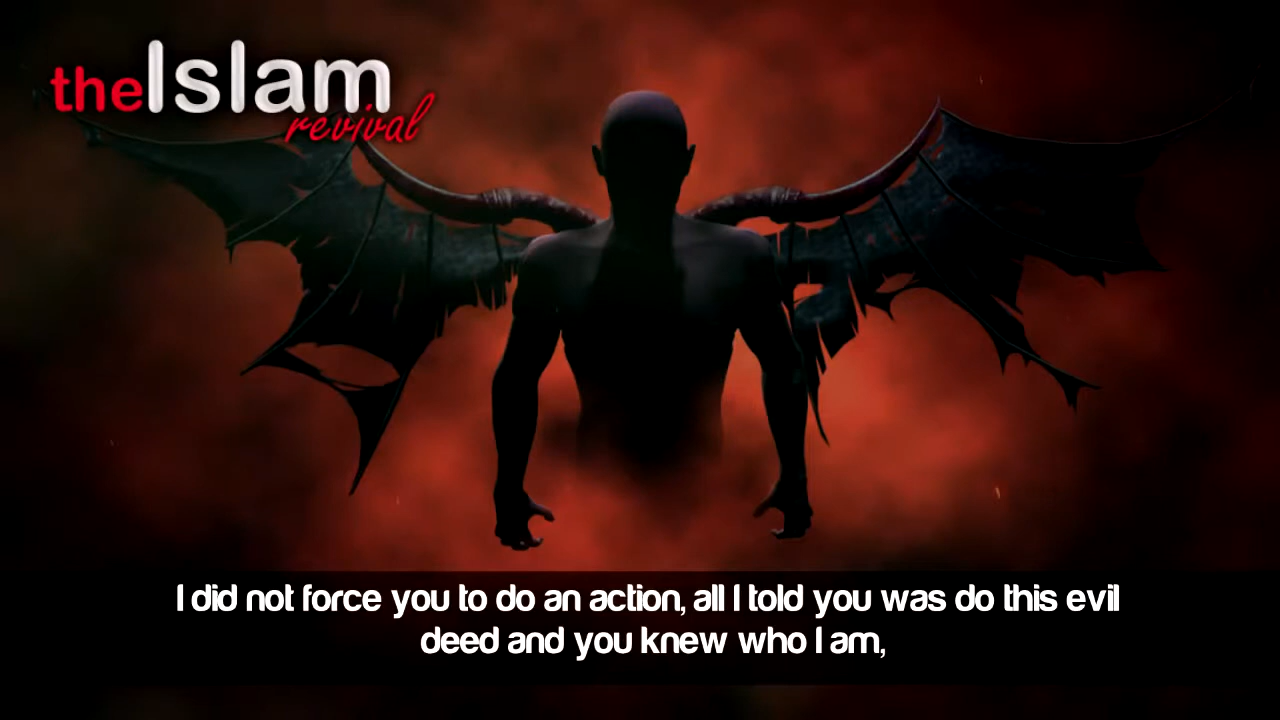 theIslam
revival
I did not force you to do an action, all I told you was do this evil
deed and you knew who I am,